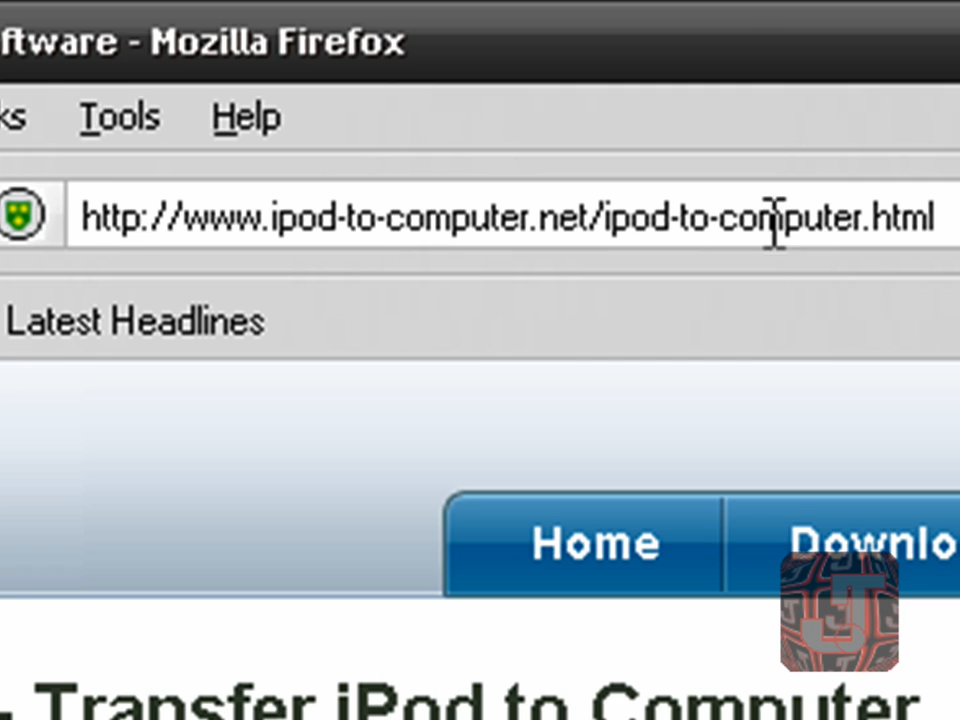 ftware - Mozilla Firefox
ks Tools Help
http://www.ipod-to-computer.net/ipod-to-computer.html
Latest Headlines
Home Downlo
- Transfer iPod to Computer
JT